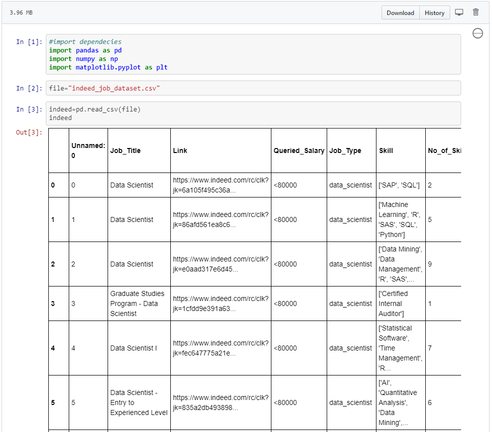 3.96 MB
Download
History
In [1]:
#import dependecies
import pandas as pd
import numpy as np
import matplotlib.pyplot as plt
In [2]:
file="indeed_job_dataset.csv"
In [3]:
indeed=pd.read_csv(file)
indeed
Out[3]:
Unnamed: 0
Job_Title
Link
Queried_Salary
Job_Type
Skill
No_of_Ski
0
0
Data Scientist
https://www.indeed.com/rc/clk?
jk=6a105f495c36a...
<80000
data_scientist
['SAP', 'SQL']
2
1
1
Data Scientist
https://www.indeed.com/rc/clk?
jk=86afd561ea8c6...
<80000
data_scientist
['Machine
Learning', 'R',
'SAS', 'SQL',
'Python']
5
2
2
Data Scientist
https://www.indeed.com/rc/clk?
jk=e0aad317e6d45...
<80000
data_scientist
['Data Mining',
'Data
Management',
'R', 'SAS',...
9
3
3
Graduate Studies
Program - Data
Scientist
https://www.indeed.com/rc/clk?
jk=1cfdd9e391a63...
<80000
data_scientist
['Certified
Internal
Auditor']
1
4
4
Data Scientist I
https://www.indeed.com/rc/clk?
jk=fec647775a21e...
<80000
data_scientist
['Statistical
Software',
'Time
Management',
'R...
7
5
5
Data Scientist -
Entry to
Experienced Level
https://www.indeed.com/rc/clk?
jk=835a2db493898...
<80000
data_scientist
['AI',
'Quantitative
Analysis',
'Data
Mining',...
6